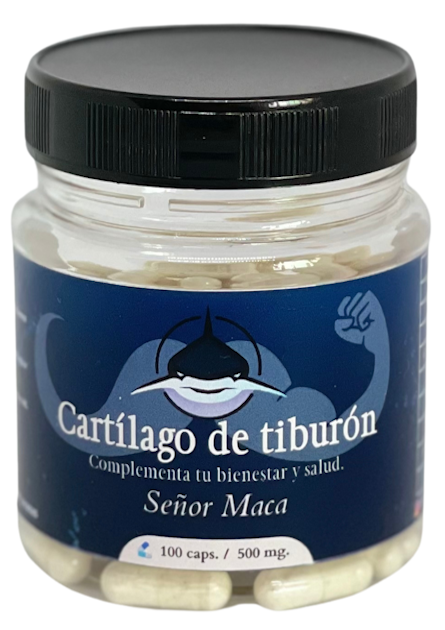 Cartílago de tiburón
Complementa tu bienestar y salud.
Señor Maca
100 caps. / 500 mg.